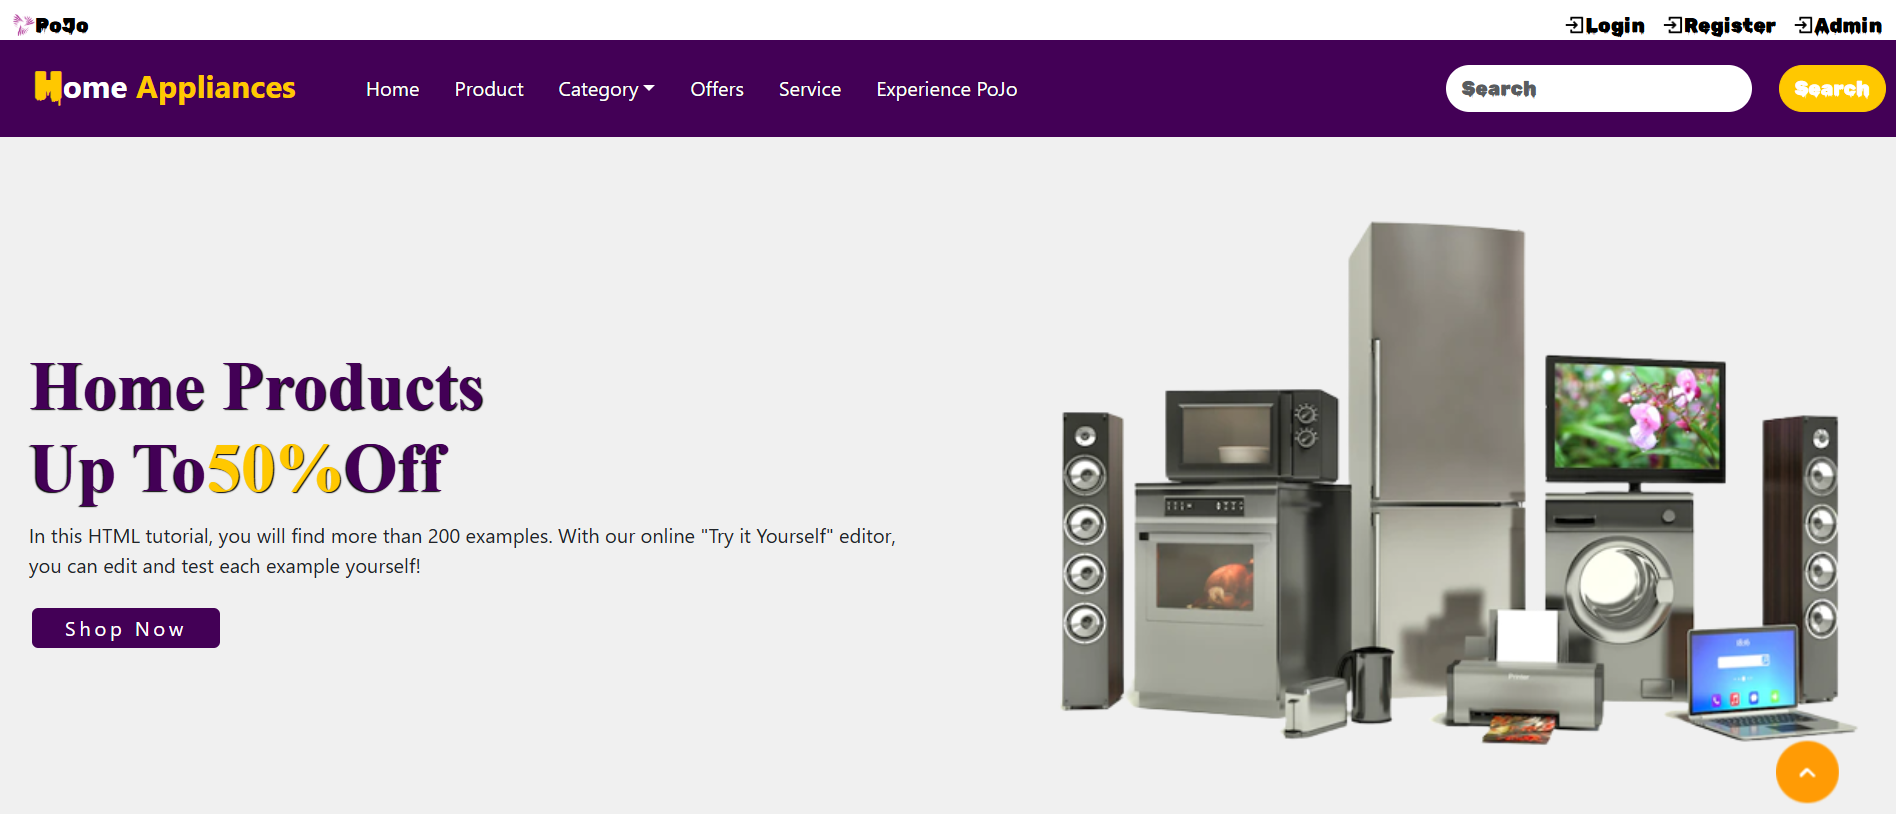 PoJo
Login Register Admin
Home Appliances
Home Product Category Offers Service Experience PoJo
Search Search
Home Products
Up To50%Off
In this HTML tutorial, you will find more than 200 examples. With our online "Try it Yourself" editor,
you can edit and test each example yourself!
Shop Now
Printer